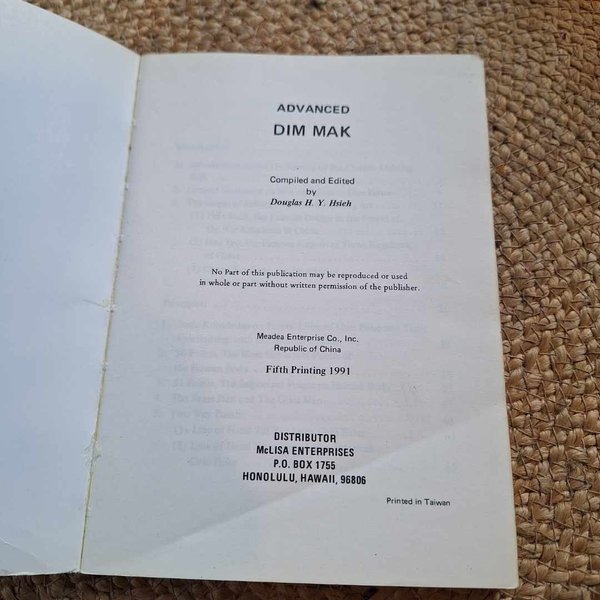 ADVANCED
DIM MAK
Compiled and Edited
by
Douglas H. Y. Hsieh
No Part of this publication may be reproduced or used
in whole or part without written permission of the publisher.
Meadea Enterprise Co., Inc.
Republic of China
Fifth Printing 1991
DISTRIBUTOR
McLISA ENTERPRISES
P.O. BOX 1755
HONOLULU, HAWAII, 96806
Printed in Taiwan